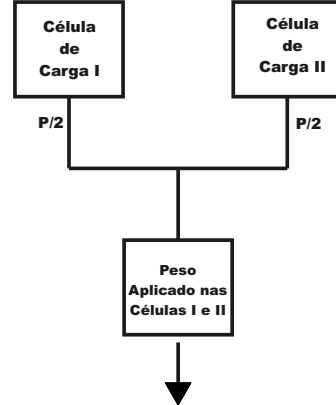 Célula
de
Carga I
Célula
de
Carga II
P/2
P/2
Peso
Aplicado nas
Células I e II